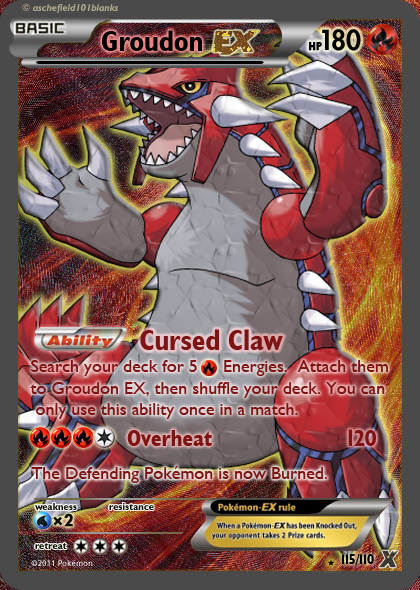 © aschefield101blanks
BASIC
Groudon EX HP 180
Ability Cursed Claw
Search your deck for 5 Energies. Attach them
to Groudon EX, then shuffle your deck. You can
only use this ability once in a match.
Overheat 120
The Defending Pokémon is now Burned.
weakness resistance
×2
retreat
©2011 Pokémon
Pokémon-EX rule
When a Pokémon-EX has been Knocked Out,
your opponent takes 2 Prize cards.
115/110 X